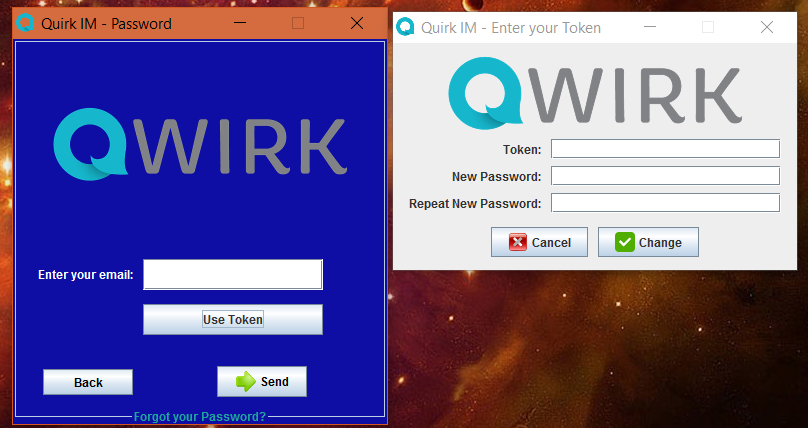 Quirk IM - Password
QWIRK
Enter your email:
Use Token
Back
Send
Forgot your Password?
Quirk IM - Enter your Token
QWIRK
Token:
New Password:
Repeat New Password:
Cancel
Change